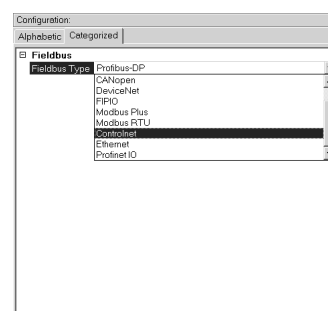 Configuration:
Alphabetic Categorized
Fieldbus
Fieldbus Type Profibus-DP
CANopen
DeviceNet
FIPIO
Modbus Plus
Modbus RTU
Controlnet
Ethernet
Profinet IO